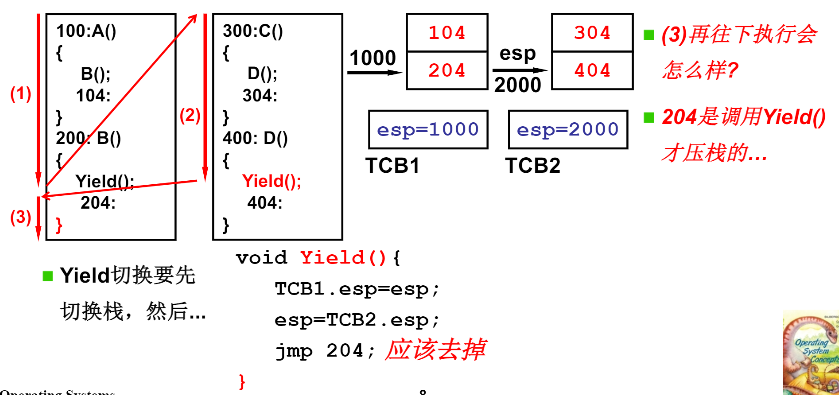 100:A()
{
B();
104:
}
200: B()
{
Yield();
204:
}
(1)
(3)
300:C()
{
D();
304:
}
400: D()
{
Yield();
404:
}
(2)
1000
104
204
esp
2000
304
404
esp=1000
esp=2000
TCB1
TCB2
(3)再往下执行会
怎么样?
204是调用Yield()
才压栈的...
Yield切换要先
切换栈，然后...
void Yield(){
TCB1.esp=esp;
esp=TCB2.esp;
jmp 204; 应该去掉
}
Operating
System
Concepts
Operating Systems